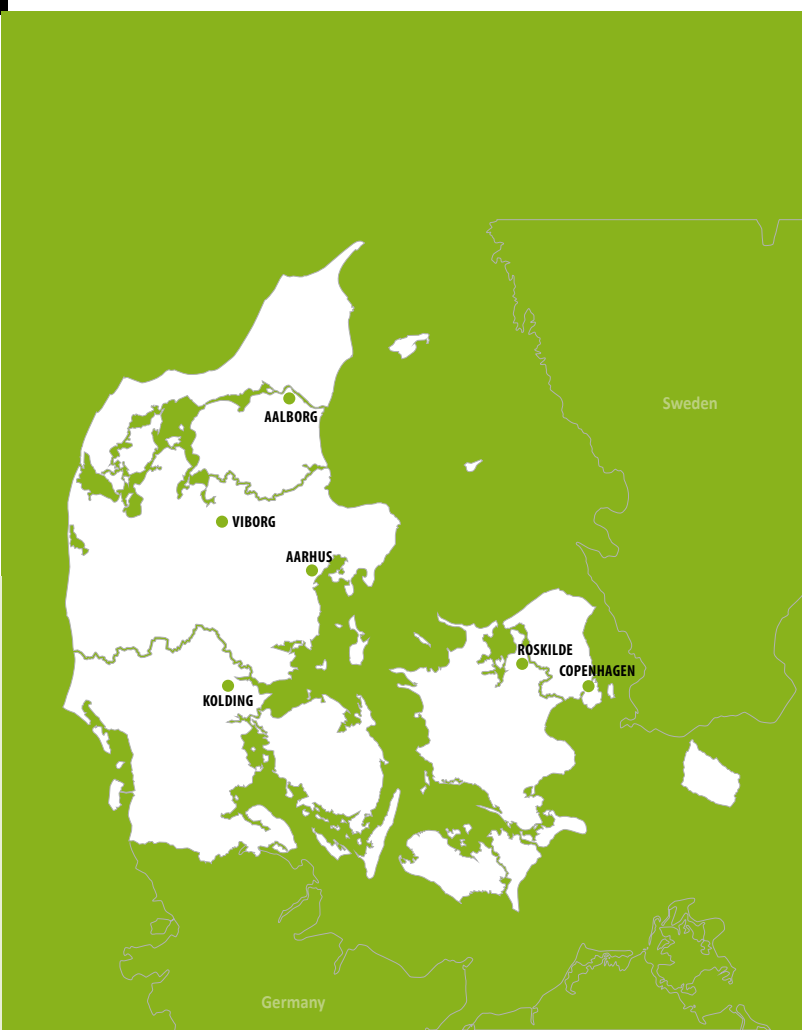 Sweden
AALBORG
VIBORG
AARHUS
ROSKILDE
COPENHAGEN
KOLDING
Germany